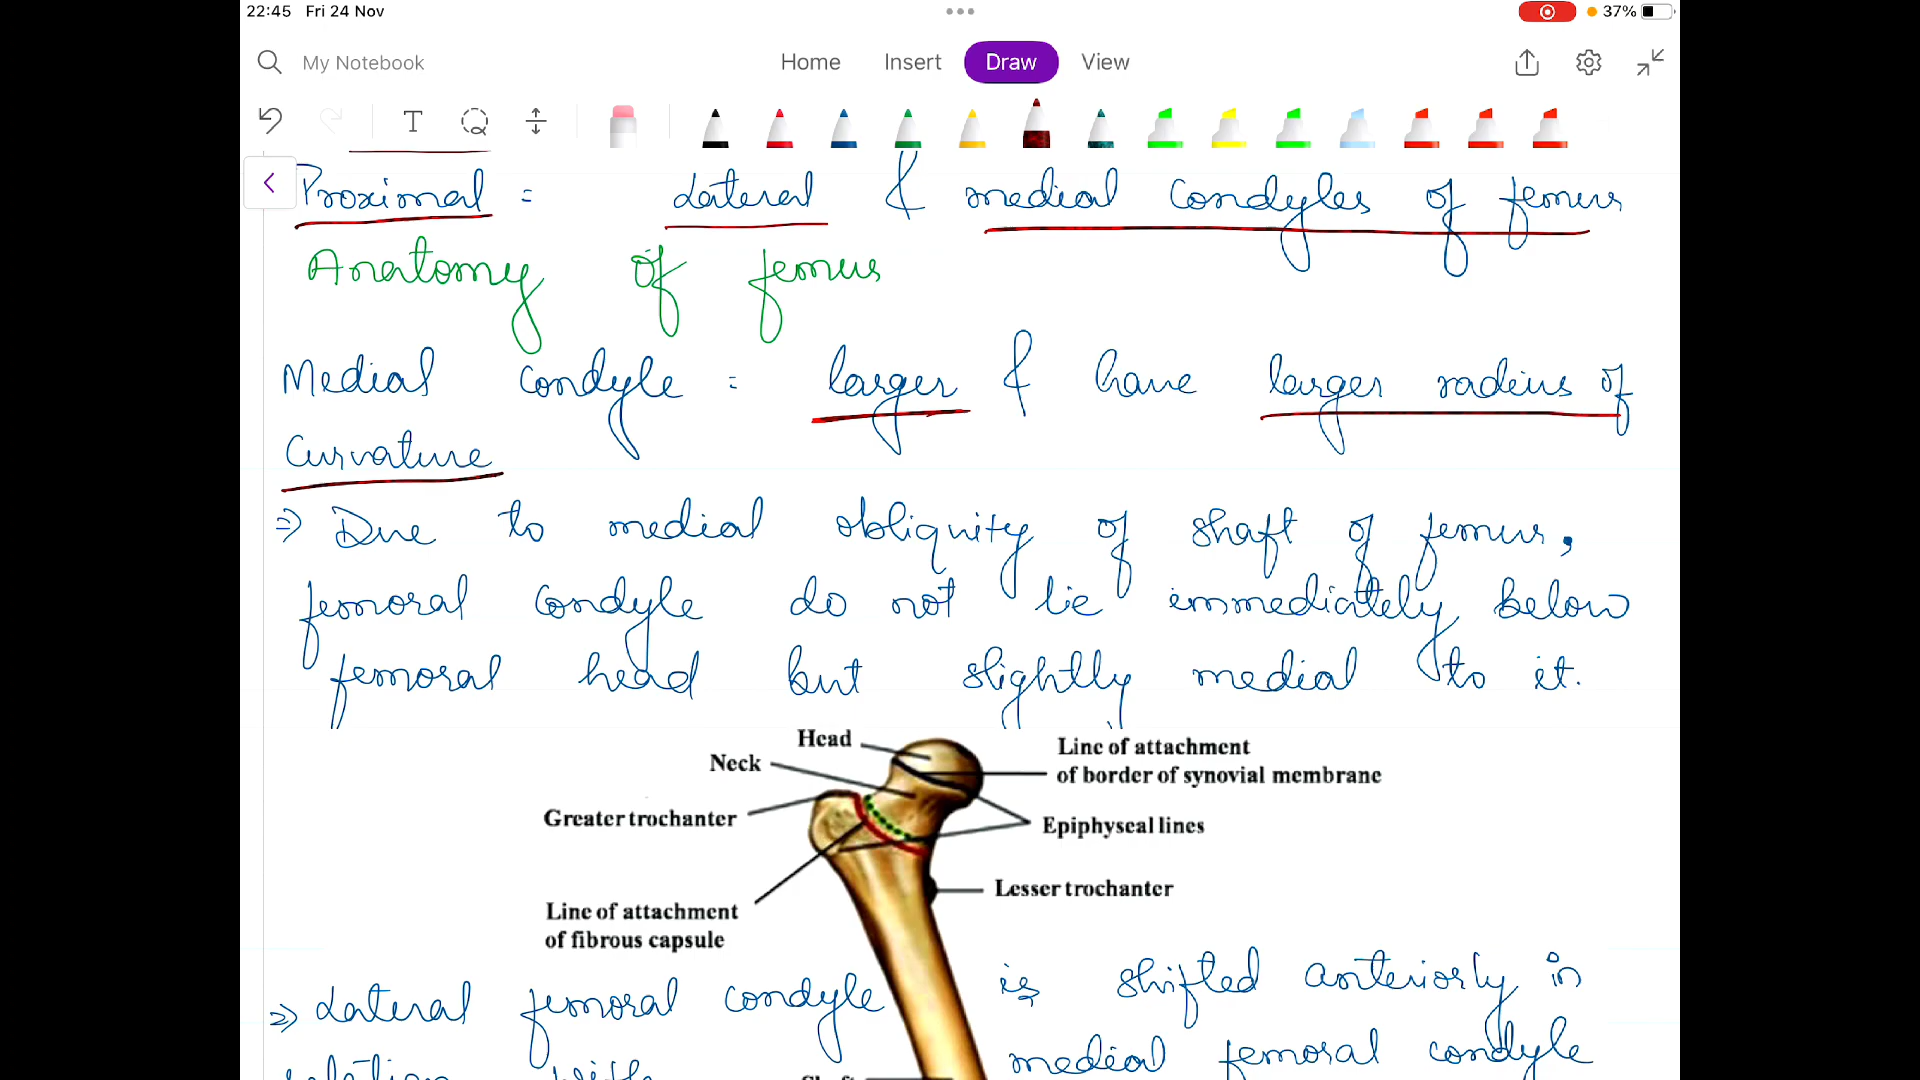 22:45 Fri 24 Nov
37%
My Notebook
Home Insert Draw View
T
Proximal = Lateral & medial condyles of femur
Anatomy of femur
Medial condyle = larger & have larger radius of
Curvature
=> Due to medial obliquity of shaft of femur,
femoral condyle do not lie immediately below
femoral head but slightly medial to it.
Head
Neck
Greater trochanter
Line of attachment
of border of synovial membrane
Epiphyseal lines
Lesser trochanter
Line of attachment
of fibrous capsule
=> Lateral femoral condyle is shifted anteriorly in
relation with medial femoral condyle
Shaft